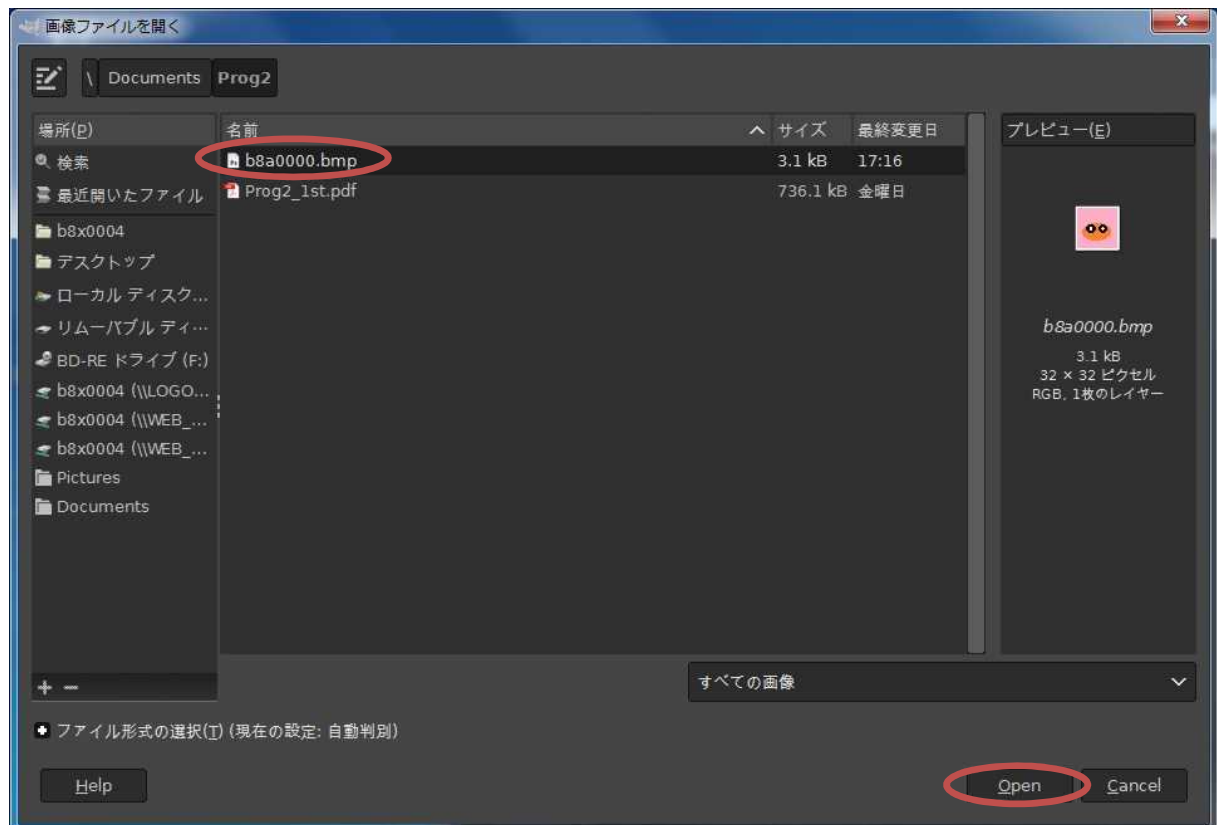 画像ファイルを開く
\ Documents Prog2
場所(P)
検索
最近開いたファイル
b8x0004
デスクトップ
ローカル ディスク...
リムーバブル ディ...
BD-RE ドライブ (F:)
b8x0004 (\\LOGO...
b8x0004 (\\WEB_...
b8x0004 (\\WEB_...
Pictures
Documents
名前 サイズ 最終変更日
b8a0000.bmp 3.1 kB 17:16
Prog2_1st.pdf 736.1 kB 金曜日
プレビュー(E)
b8a0000.bmp
3.1 kB
32 × 32 ピクセル
RGB, 1枚のレイヤー
すべての画像
ファイル形式の選択(T) (現在の設定: 自動判別)
Help
Open
Cancel